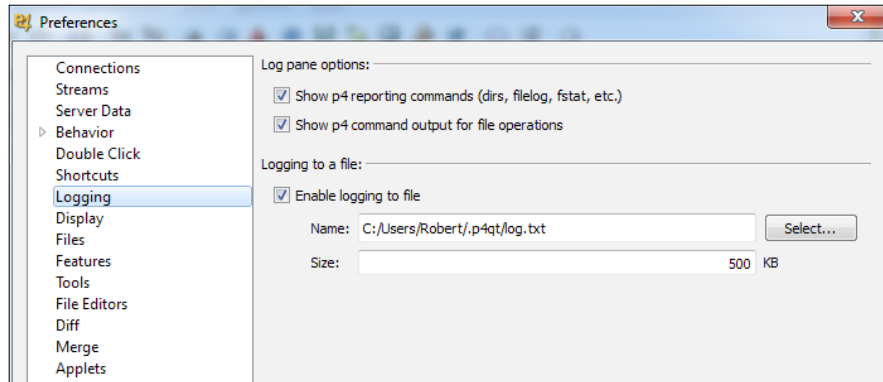 Preferences
Connections
Streams
Server Data
Behavior
Double Click
Shortcuts
Logging
Display
Files
Features
Tools
File Editors
Diff
Merge
Applets
Log pane options:
Show p4 reporting commands (dirs, filelog, fstat, etc.)
Show p4 command output for file operations
Logging to a file:
Enable logging to file
Name: C:/Users/Robert/.p4qt/log.txt Select...
Size: 500 KB